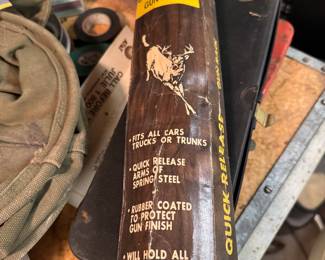 GUN
• FITS ALL CARS
TRUCKS OR TRUNKS
• QUICK RELEASE
ARMS OF
SPRING STEEL
• RUBBER COATED
TO PROTECT
GUN FINISH
• WILL HOLD ALL
QUICK-RELEASE